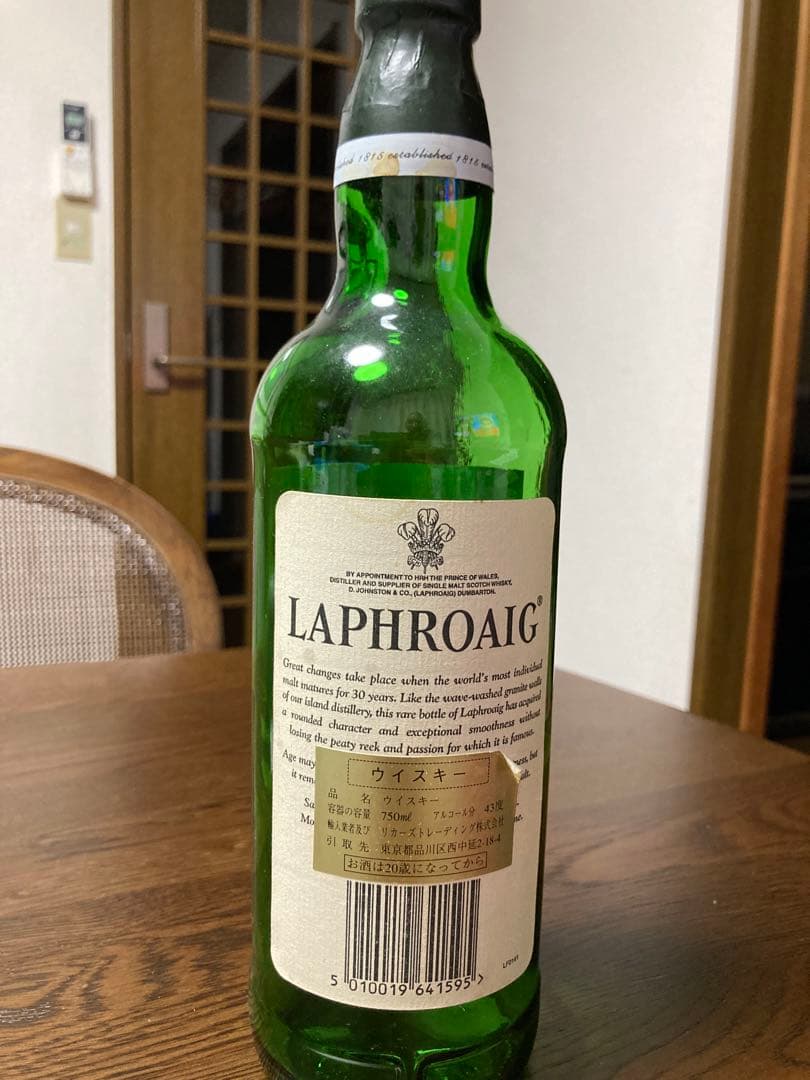 established 1815 established 1815
BY APPOINTMENT TO HRH THE PRINCE OF WALES,
DISTILLER AND SUPPLIER OF SINGLE MALT SCOTCH WHISKY,
D. JOHNSTON & CO., (LAPHROAIG) DUMBARTON.
LAPHROAIG®
Great changes take place when the world's most individual
malt matures for 30 years. Like the wave-washed granite walls
of our island distillery, this rare bottle of Laphroaig has acquired
a rounded character and exceptional smoothness without
losing the peaty reek and passion for which it is famous.
Age may but
it
ウイスキー
品 名 ウイスキー
容器の容量 750ml アルコール分 43度
輸入業者及び リカーズトレーディング株式会社
引取先:東京都品川区西中延2-18-4
お酒は20歳になってから
5 010019 641595 >
LF0141